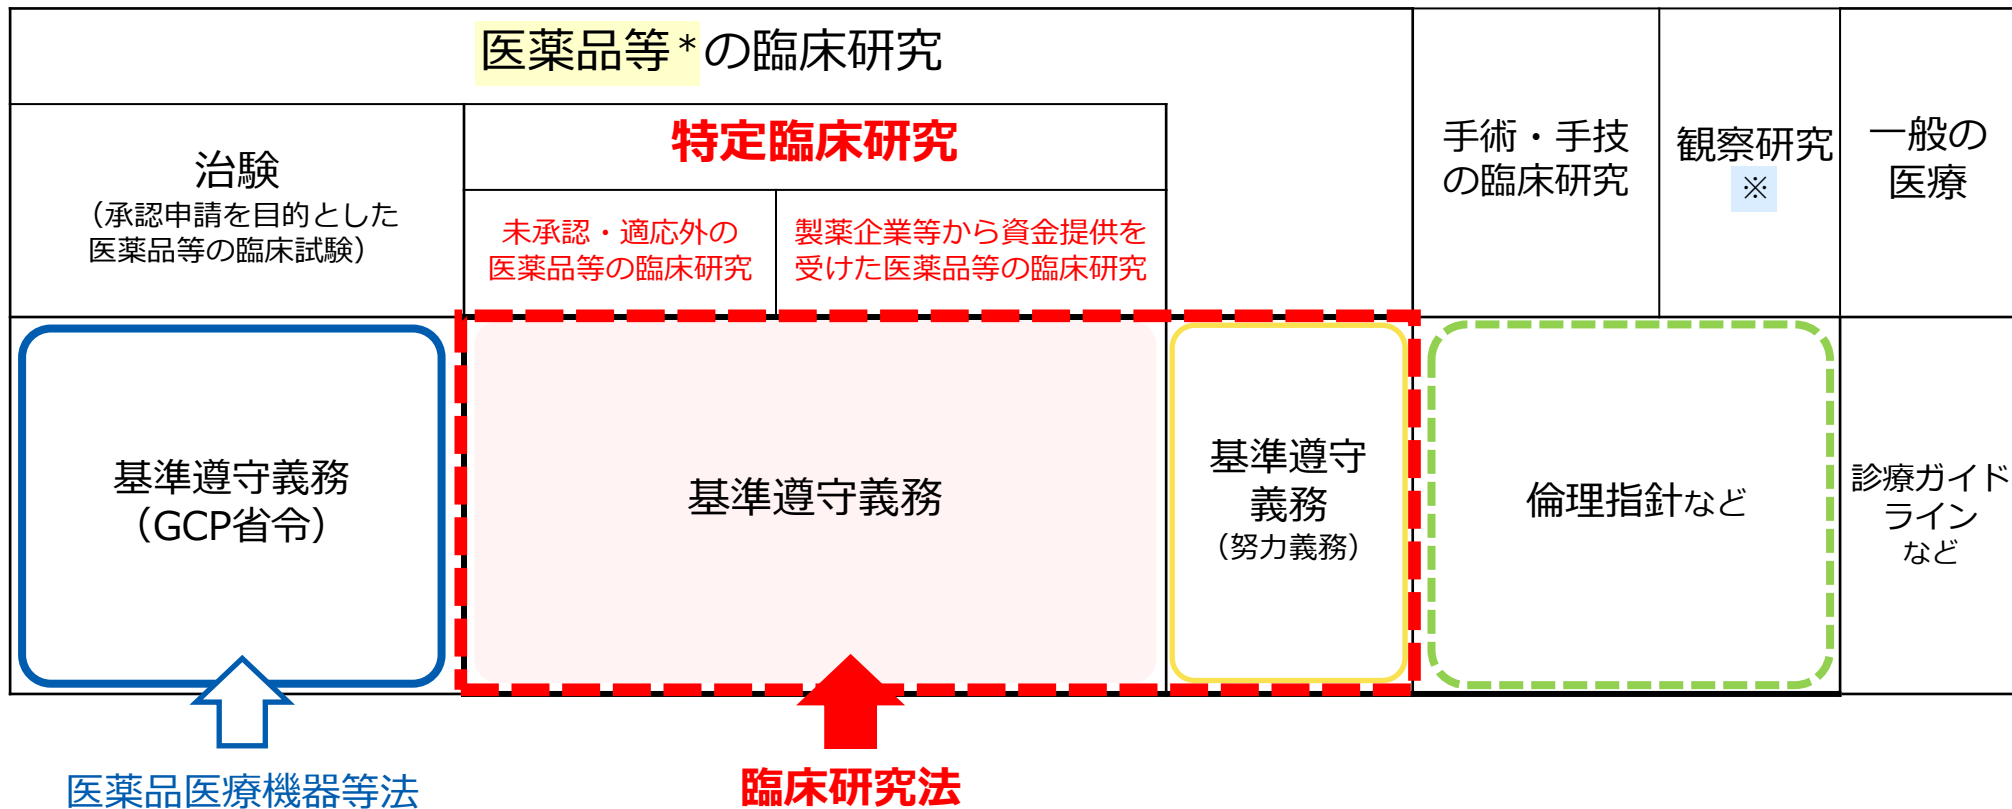 医薬品等*の臨床研究
治験
（承認申請を目的とした
医薬品等の臨床試験）
特定臨床研究
未承認・適応外の
医薬品等の臨床研究
製薬企業等から資金提供を
受けた医薬品等の臨床研究
手術・手技
の臨床研究
観察研究
※
一般の
医療
基準遵守義務
（GCP省令）
基準遵守義務
基準遵守
義務
（努力義務）
倫理指針など
診療ガイド
ライン
など
医薬品医療機器等法
臨床研究法